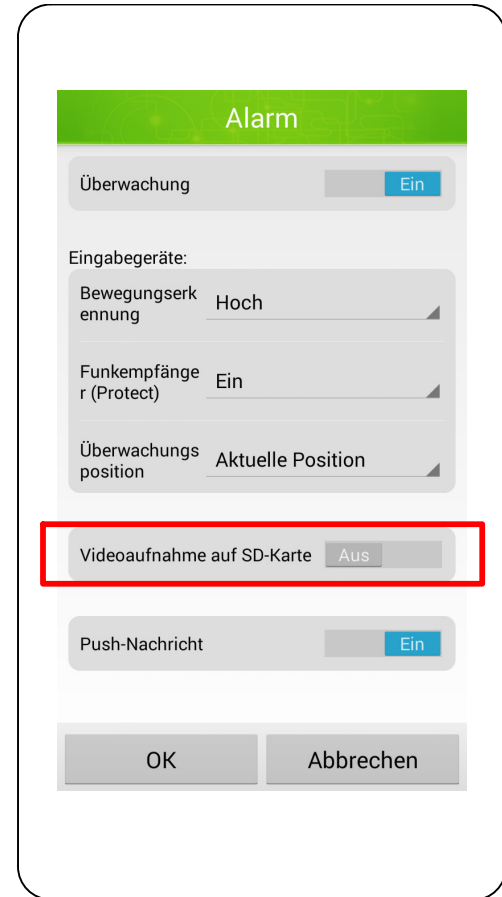 Alarm
Überwachung
Ein
Eingabegeräte:
Bewegungserk
ennung
Hoch
Funkempfänge
r (Protect)
Ein
Überwachungs
position
Aktuelle Position
Videoaufnahme auf SD-Karte
Aus
Push-Nachricht
Ein
OK
Abbrechen